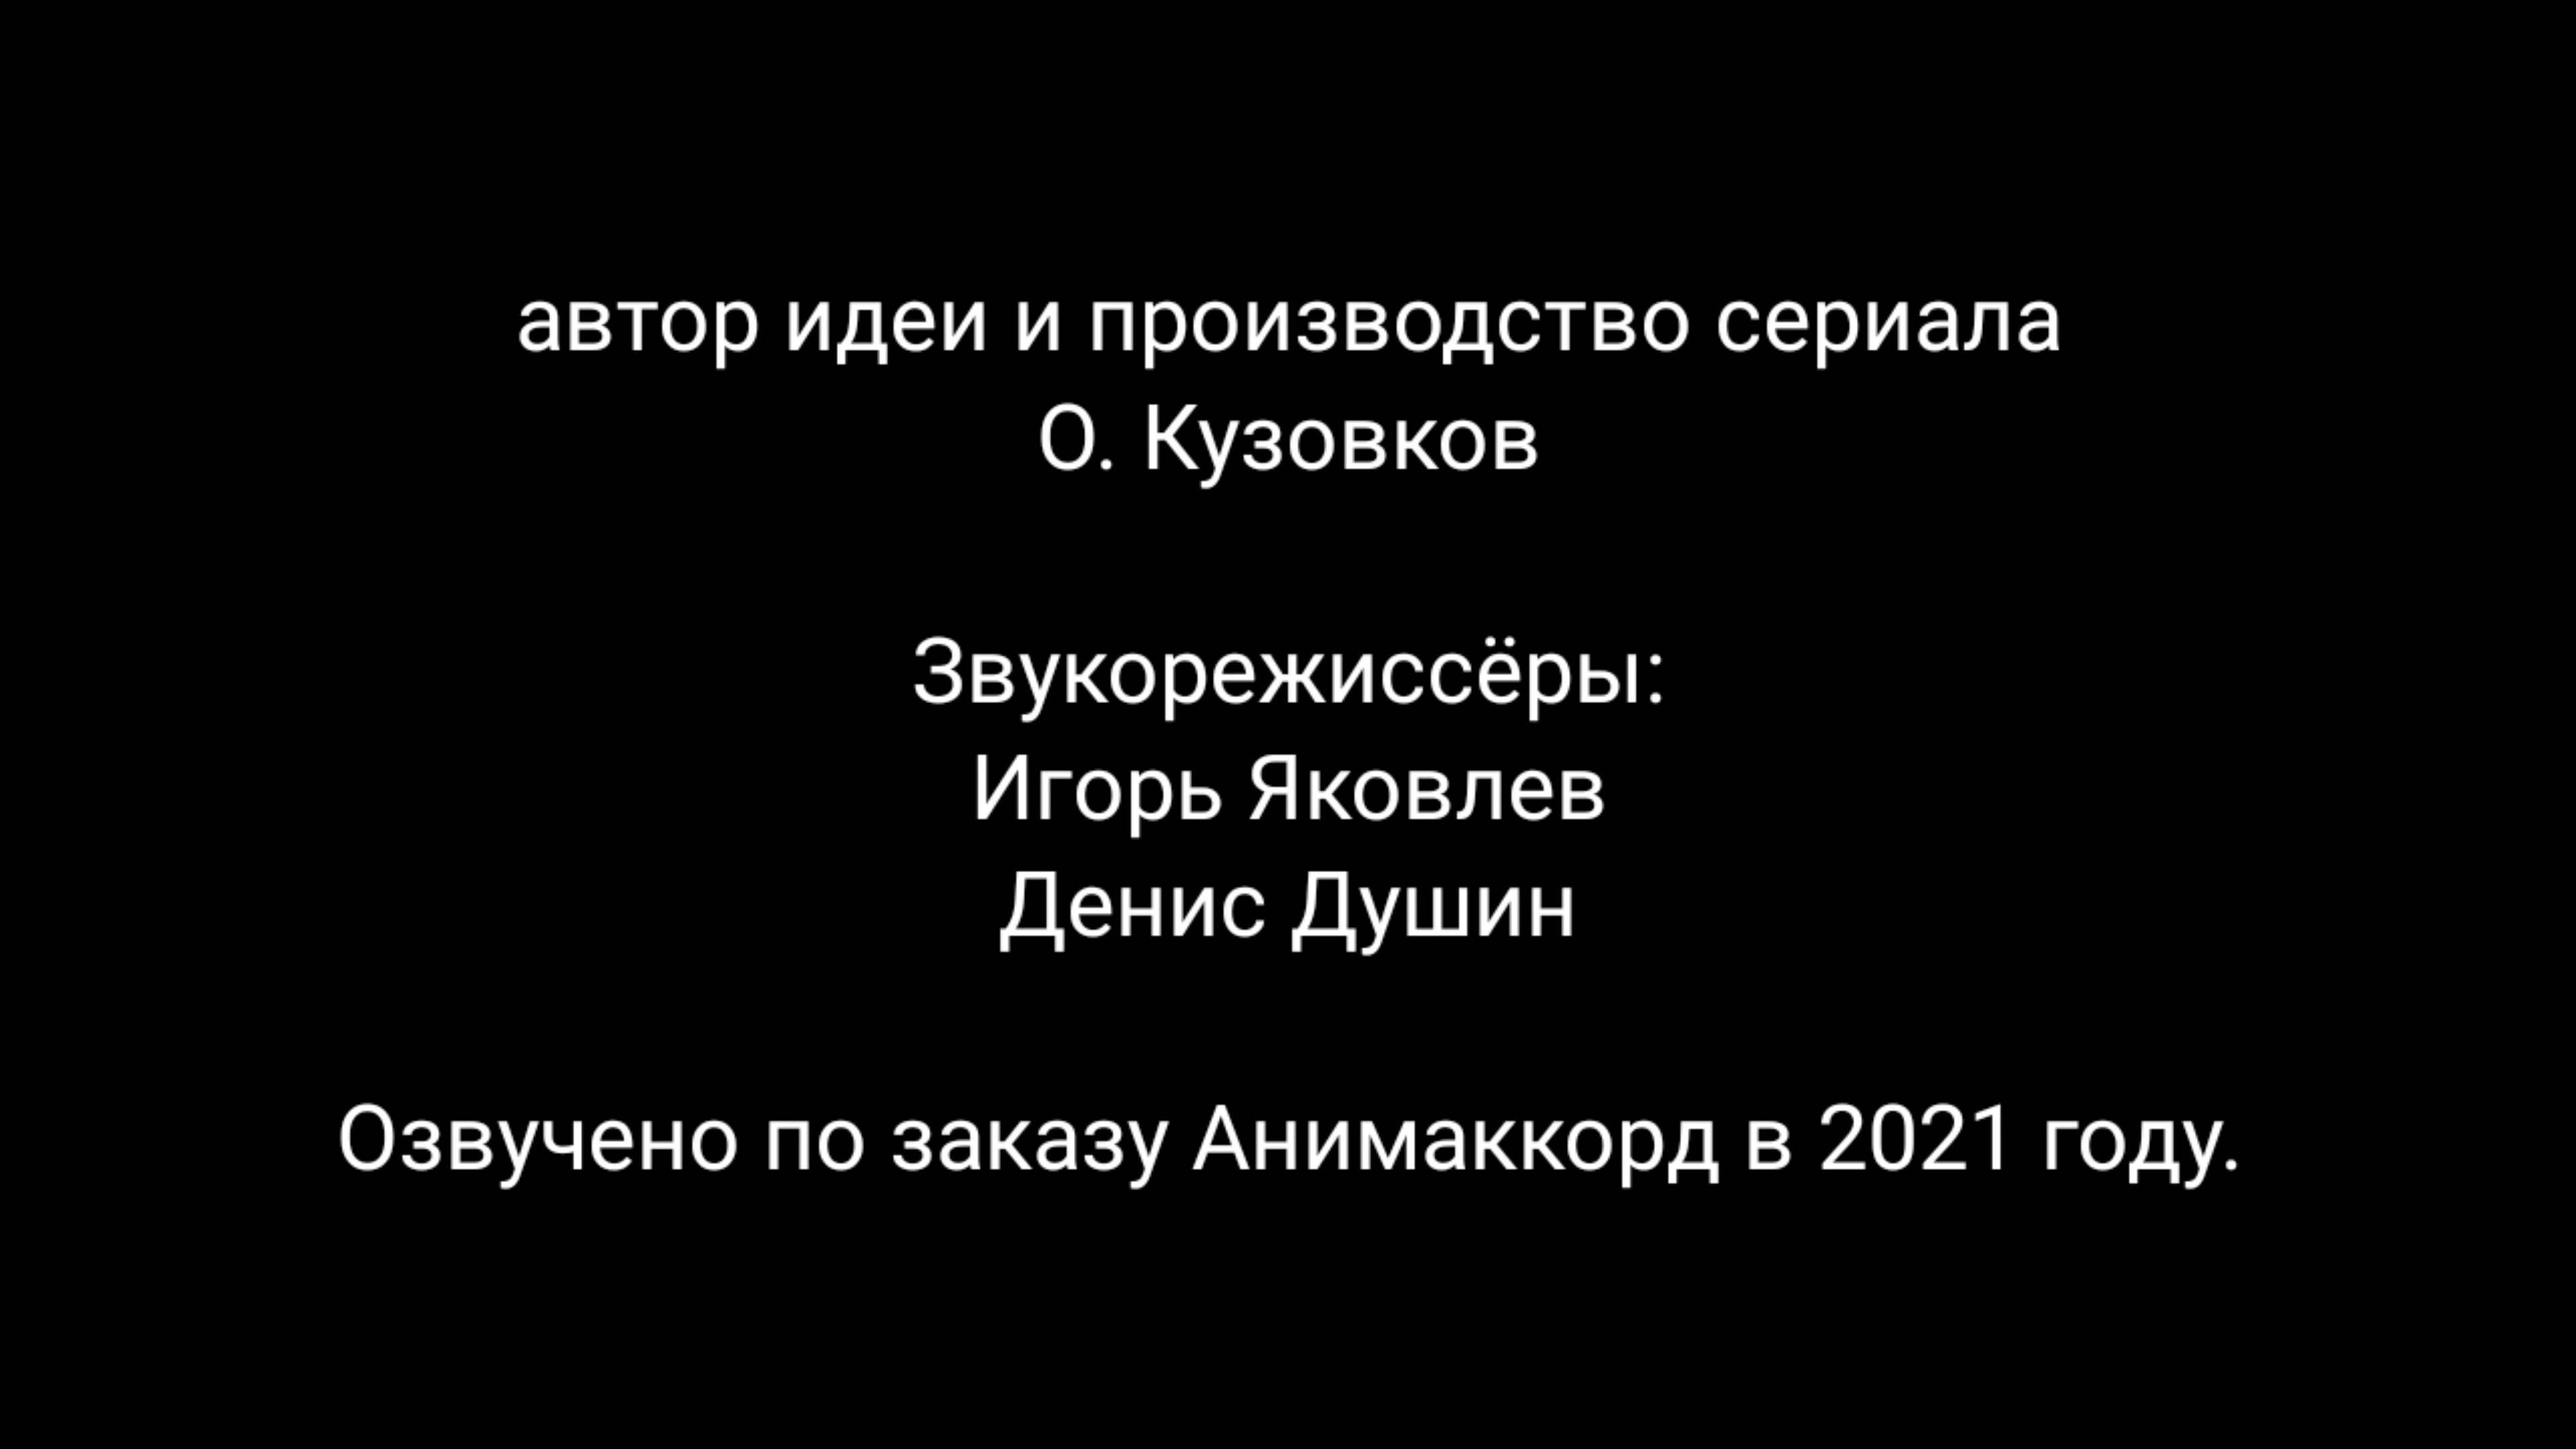 автор идеи и производство сериала
О. Кузовков
Звукорежиссёры:
Игорь Яковлев
Денис Душин
Озвучено по заказу Анимаккорд в 2021 году.